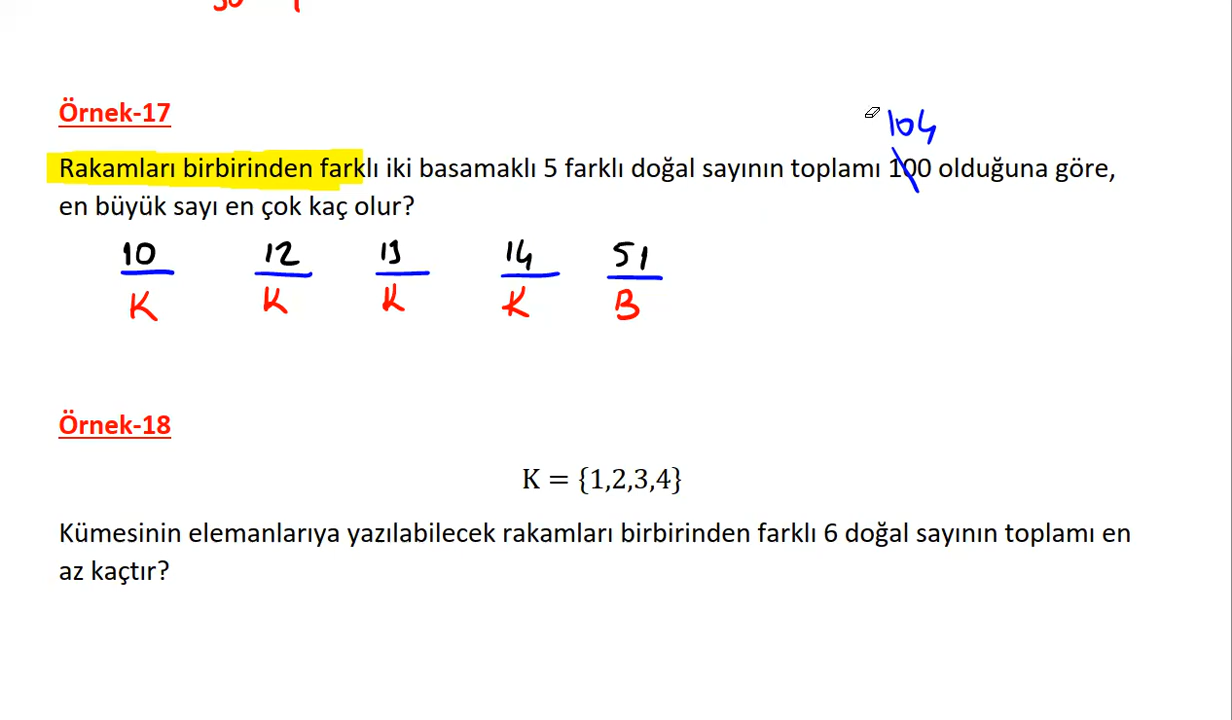 Örnek-17
104
Rakamları birbirinden farklı iki basamaklı 5 farklı doğal sayının toplamı 100 olduğuna göre,
en büyük sayı en çok kaç olur?
10 12 13 14 51
K K K K B
Örnek-18
K = {1,2,3,4}
Kümesinin elemanlarıya yazılabilecek rakamları birbirinden farklı 6 doğal sayının toplamı en
az kaçtır?